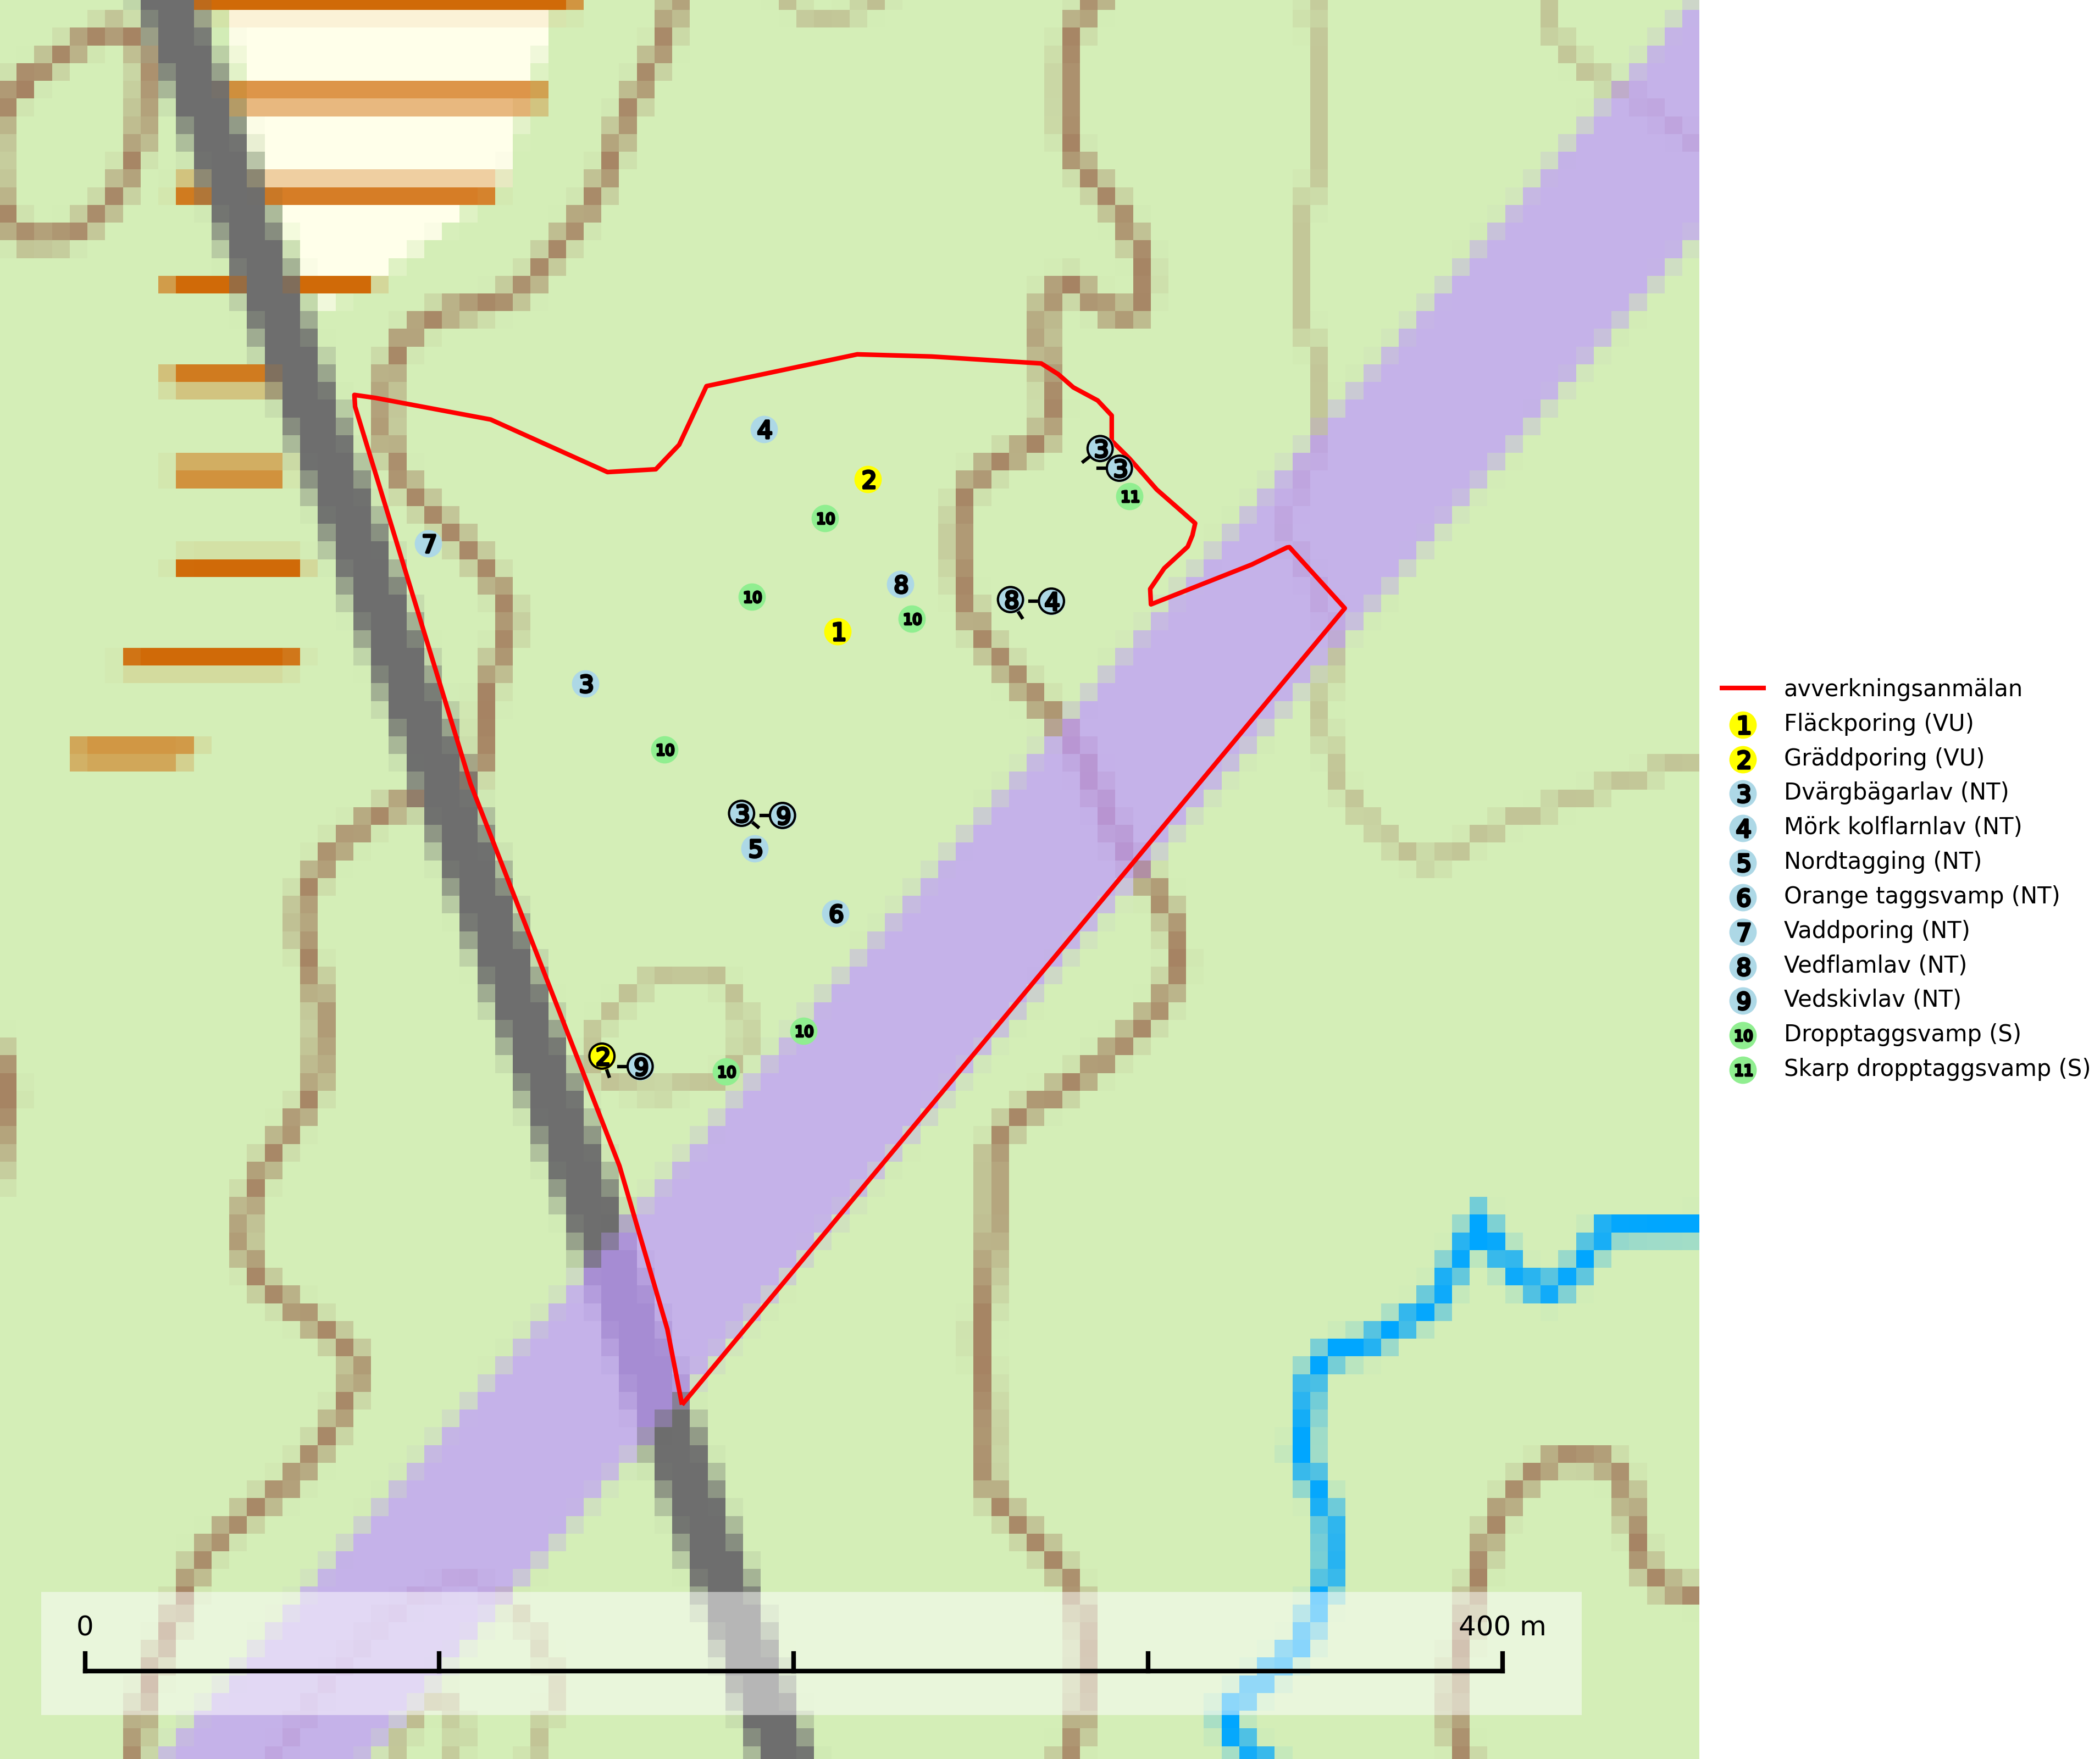 4
3
2
3
11
10
7
8
10
8 4
10
1
3
10
3 9
5
6
10
2
9
10
avverkningsanmälan
1 Fläckporing (VU)
2 Gräddporing (VU)
3 Dvärgbägarlav (NT)
4 Mörk kolflarnlav (NT)
5 Nordtagging (NT)
6 Orange taggsvamp (NT)
7 Vaddporing (NT)
8 Vedflamlav (NT)
9 Vedskivlav (NT)
10 Dropptaggsvamp (S)
11 Skarp dropptaggsvamp (S)
0 400 m